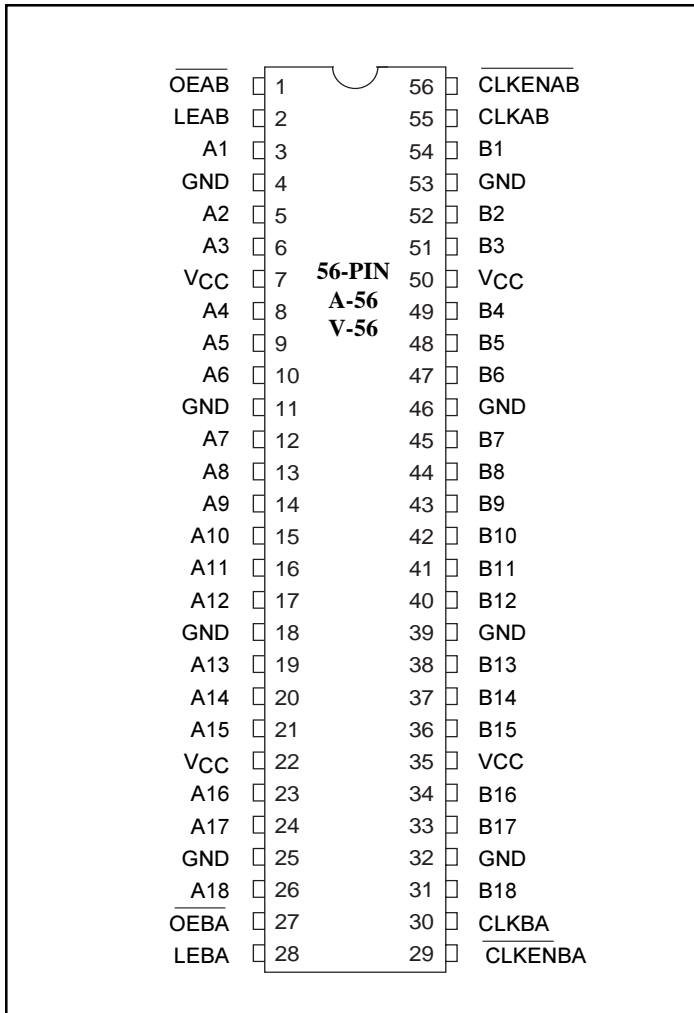 OEAB 1 56 CLKENAB
LEAB 2 55 CLKAB
A1 3 54 B1
GND 4 53 GND
A2 5 52 B2
A3 6 51 B3
VCC 7 56-PIN 50 VCC
A4 8 A-56 49 B4
A5 9 V-56 48 B5
A6 10 47 B6
GND 11 46 GND
A7 12 45 B7
A8 13 44 B8
A9 14 43 B9
A10 15 42 B10
A11 16 41 B11
A12 17 40 B12
GND 18 39 GND
A13 19 38 B13
A14 20 37 B14
A15 21 36 B15
VCC 22 35 VCC
A16 23 34 B16
A17 24 33 B17
GND 25 32 GND
A18 26 31 B18
OEBA 27 30 CLKBA
LEBA 28 29 CLKENBA